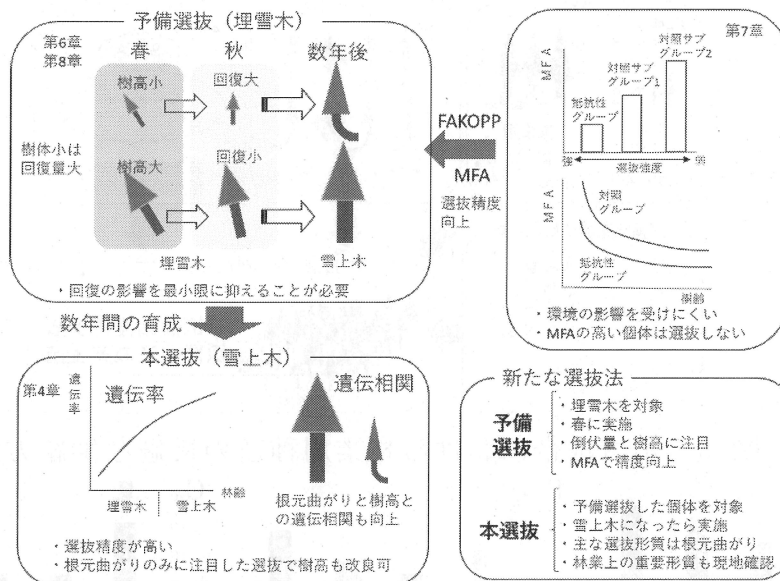 予備選抜（埋雪木）
第6章
第8章
春
秋
数年後
樹高小
回復大
樹体小は
回復量大
樹高大
回復小
埋雪木
雪上木
・回復の影響を最小限に抑えることが必要
FAKOPP
MFA
選抜精度
向上
第7章
MFA
抵抗性
グループ
対照サブ
グループ1
対照サブ
グループ2
強
選抜強度
弱
MFA
対照
グループ
抵抗性
グループ
樹齢
・環境の影響を受けにくい
・MFAの高い個体は選抜しない
数年間の育成
本選抜（雪上木）
第4章
遺伝率
遺伝率
林齢
埋雪木
雪上木
遺伝相関
根元曲がりと樹高と
の遺伝相関も向上
・選抜精度が高い
・根元曲がりのみに注目した選抜で樹高も改良可
新たな選抜法
予備
選抜
・埋雪木を対象
・春に実施
・倒伏量と樹高に注目
・MFAで精度向上
本選抜
・予備選抜した個体を対象
・雪上木になったら実施
・主な選抜形質は根元曲がり
・林業上の重要形質も現地確認